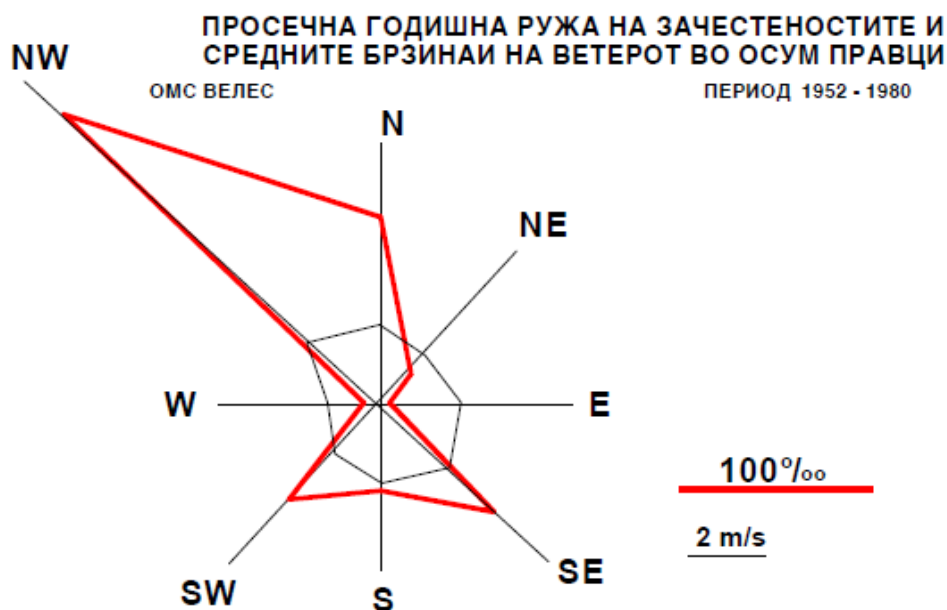 ПРОСЕЧНА ГОДИШНА РУЖА НА ЗАЧЕСТЕНОСТИТЕ И
СРЕДНИТЕ БРЗИНАИ НА ВЕТЕРОТ ВО ОСУМ ПРАВЦИ
ОМС ВЕЛЕС
ПЕРИОД 1952 - 1980
NW
N
NE
W
E
SW
S
SE
100°/оо
2 m/s